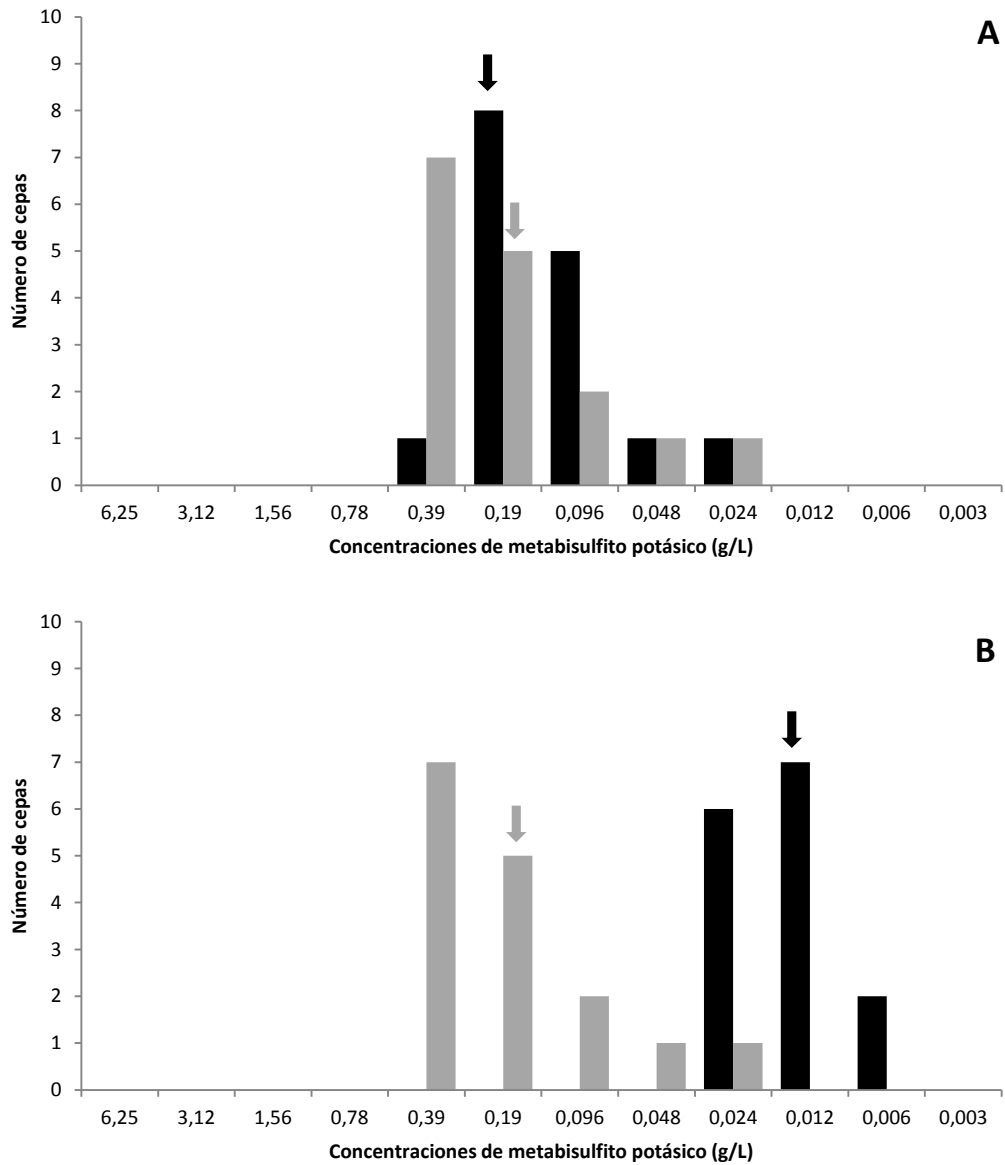 A
10
9
8
7
6
5
4
3
2
1
0
Número de cepas
6,25 3,12 1,56 0,78 0,39 0,19 0,096 0,048 0,024 0,012 0,006 0,003
Concentraciones de metabisulfito potásico (g/L)
B
10
9
8
7
6
5
4
3
2
1
0
Número de cepas
6,25 3,12 1,56 0,78 0,39 0,19 0,096 0,048 0,024 0,012 0,006 0,003
Concentraciones de metabisulfito potásico (g/L)